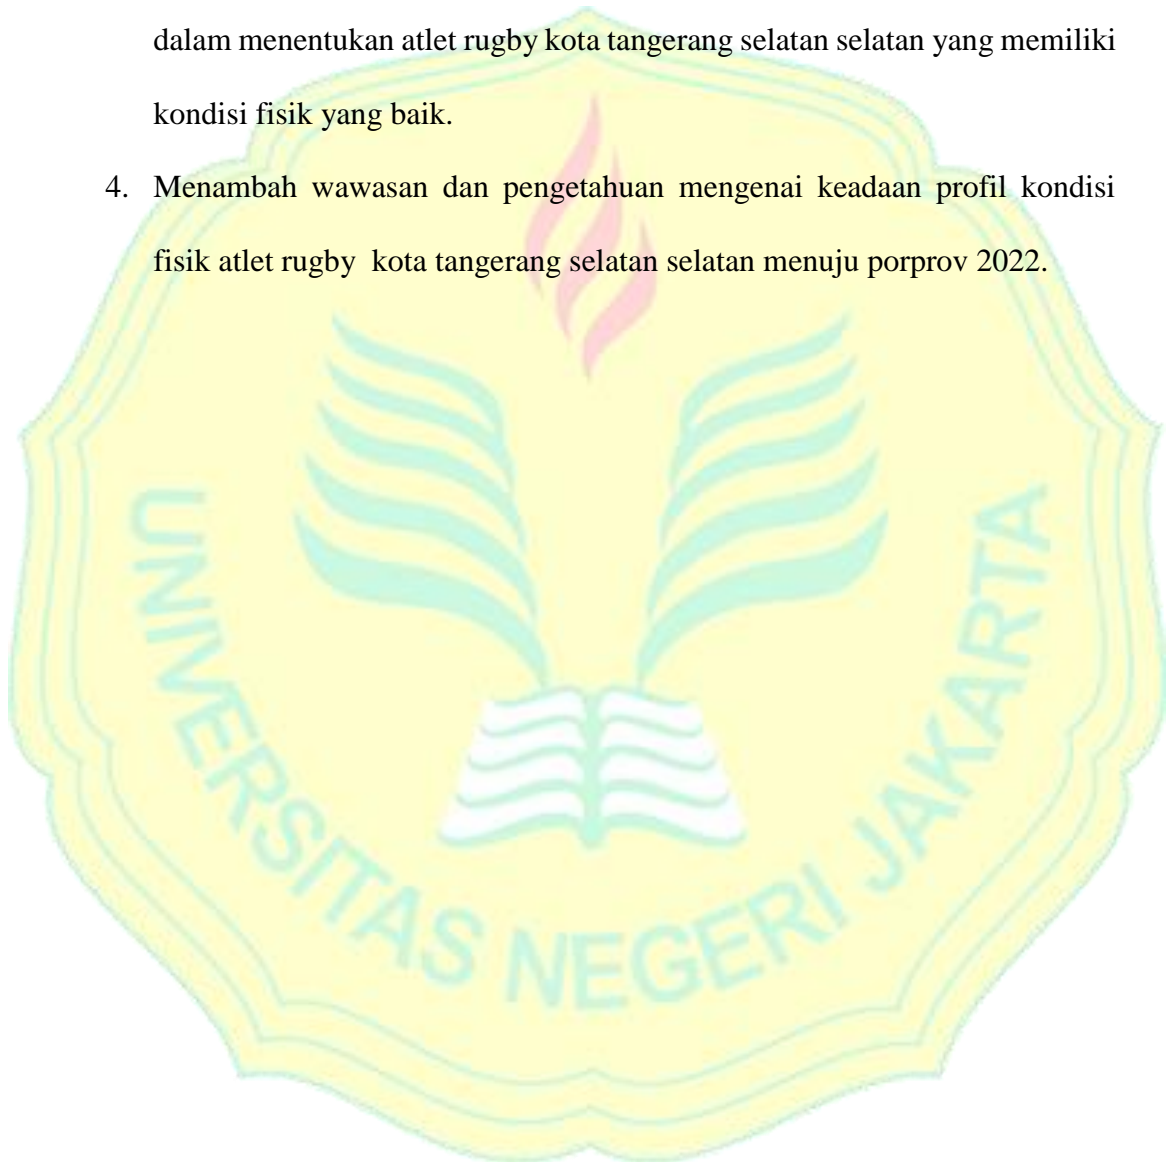 dalam menentukan atlet rugby kota tangerang selatan selatan yang memiliki
kondisi fisik yang baik.
4. Menambah wawasan dan pengetahuan mengenai keadaan profil kondisi
fisik atlet rugby kota tangerang selatan selatan menuju porprov 2022.
UNIVERSITAS NEGERI JAKARTA